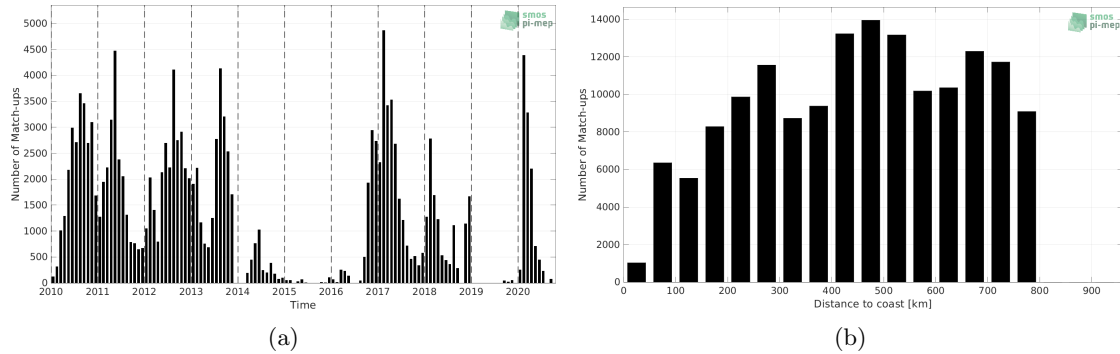 smos
pi-mep
5000
4500
4000
3500
3000
2500
2000
1500
1000
500
0
Number of Match-ups
2010 2011 2012 2013 2014 2015 2016 2017 2018 2019 2020
Time
(a)
smos
pi-mep
14000
12000
10000
8000
6000
4000
2000
0
Number of Match-ups
0 100 200 300 400 500 600 700 800 900
Distance to coast [km]
(b)